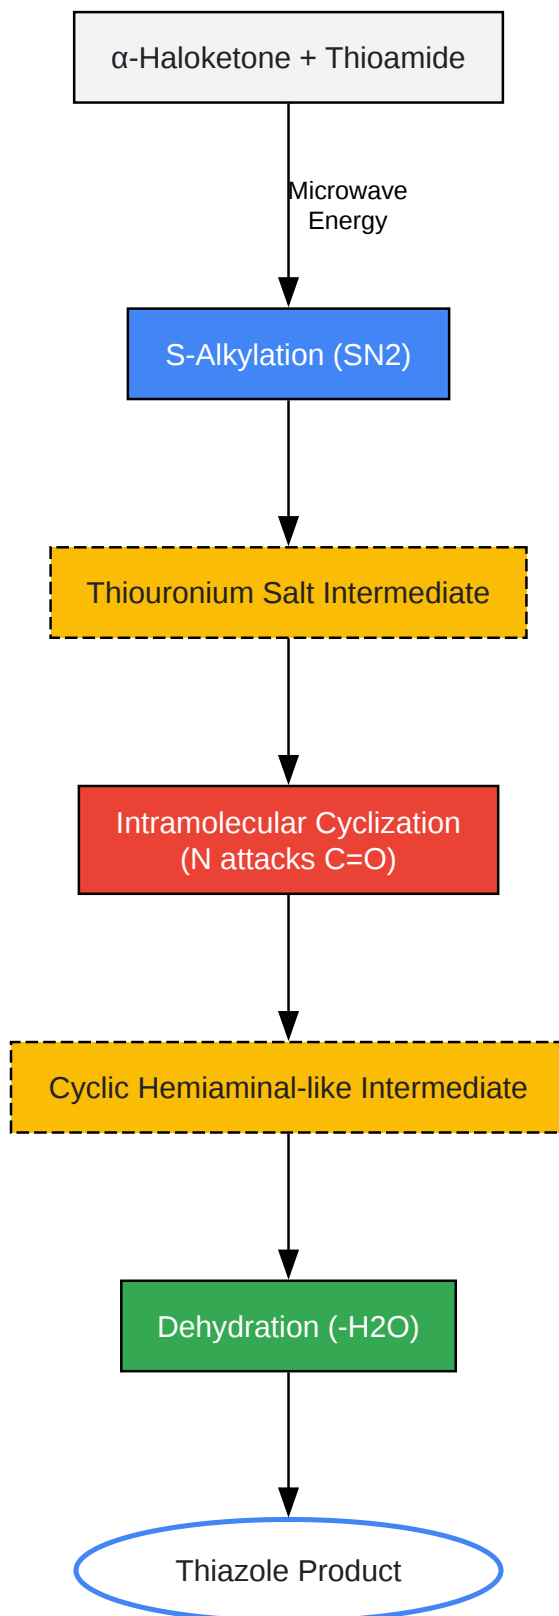 α-Haloketone + Thioamide
Microwave
Energy
S-Alkylation (SN2)
Thiouronium Salt Intermediate
Intramolecular Cyclization
(N attacks C=O)
Cyclic Hemiaminal-like Intermediate
Dehydration (-H2O)
Thiazole Product